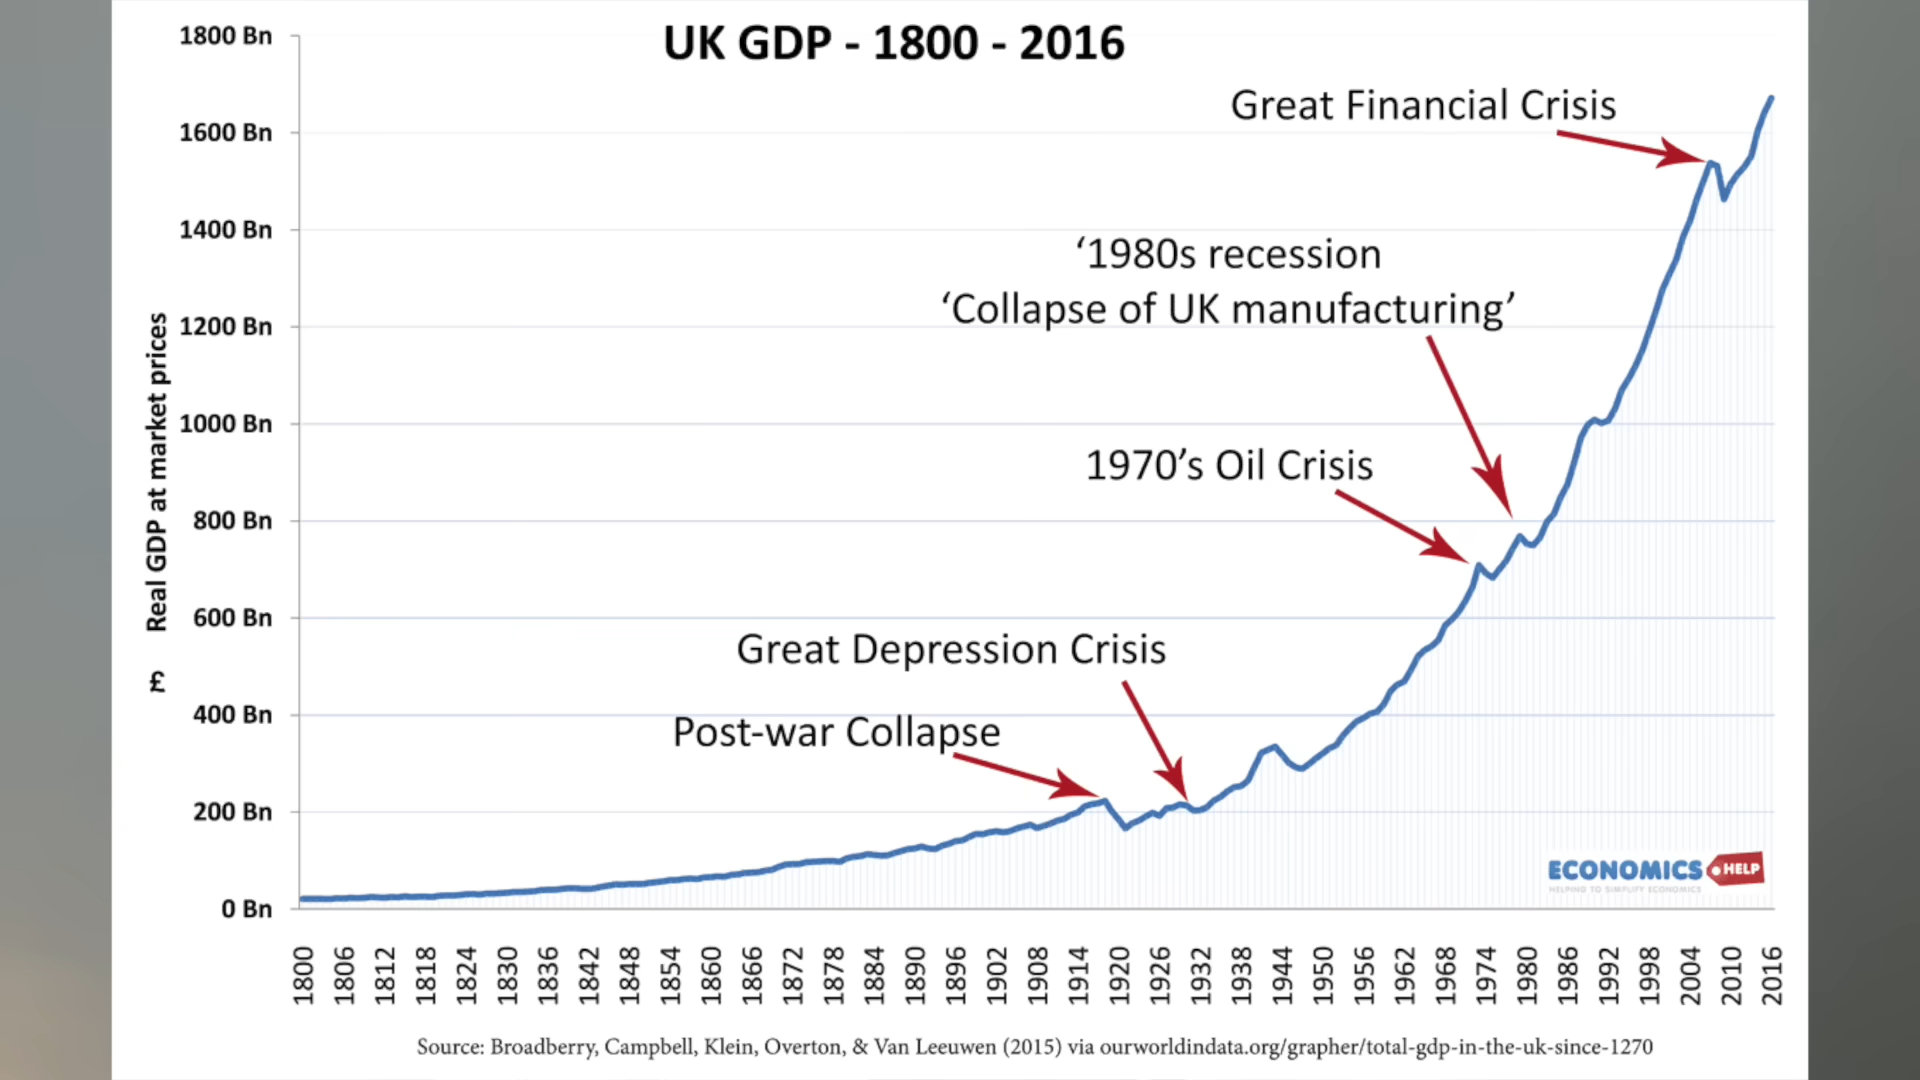 UK GDP - 1800 - 2016
1800 Bn
1600 Bn
1400 Bn
1200 Bn
1000 Bn
800 Bn
600 Bn
400 Bn
200 Bn
0 Bn
£ Real GDP at market prices
Great Financial Crisis
‘1980s recession
‘Collapse of UK manufacturing’
1970’s Oil Crisis
Great Depression Crisis
Post-war Collapse
ECONOMICS HELP
HELPING TO SIMPLIFY ECONOMICS
1800 1806 1812 1818 1824 1830 1836 1842 1848 1854 1860 1866 1872 1878 1884 1890 1896 1902 1908 1914 1920 1926 1932 1938 1944 1950 1956 1962 1968 1974 1980 1986 1992 1998 2004 2010 2016
Source: Broadberry, Campbell, Klein, Overton, & Van Leeuwen (2015) via ourworldindata.org/grapher/total-gdp-in-the-uk-since-1270